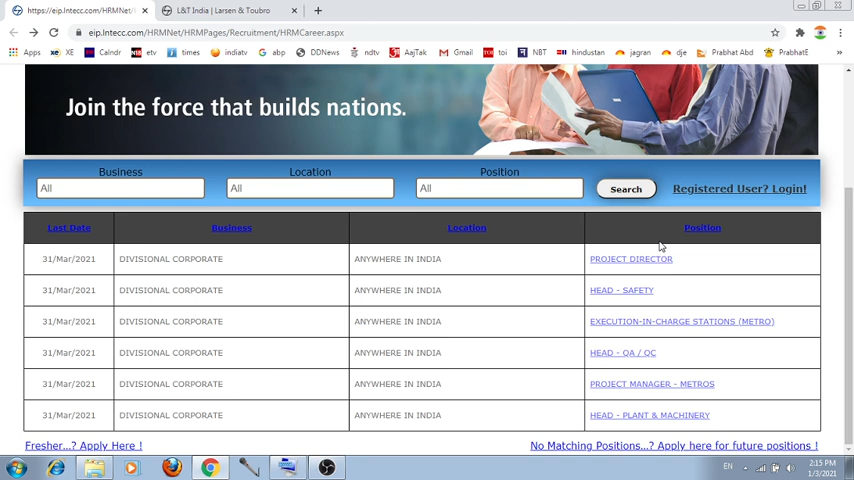 https://eip.lntecc.com/HRMNet/ × L&T India | Larsen & Toubro × +
eip.lntecc.com/HRMNet/HRMPages/Recruitment/HRMCareer.aspx
Apps XE Calndr etv times indiatv abp DDNews ndtv AajTak Gmail toi NBT hindustan jagran dje Prabhat Abd PrabhatE »
Join the force that builds nations.
Business Location Position
All All All Search Registered User? Login!
Last Date Business Location Position
31/Mar/2021 DIVISIONAL CORPORATE ANYWHERE IN INDIA PROJECT DIRECTOR
31/Mar/2021 DIVISIONAL CORPORATE ANYWHERE IN INDIA HEAD - SAFETY
31/Mar/2021 DIVISIONAL CORPORATE ANYWHERE IN INDIA EXECUTION-IN-CHARGE STATIONS (METRO)
31/Mar/2021 DIVISIONAL CORPORATE ANYWHERE IN INDIA HEAD - QA / QC
31/Mar/2021 DIVISIONAL CORPORATE ANYWHERE IN INDIA PROJECT MANAGER - METROS
31/Mar/2021 DIVISIONAL CORPORATE ANYWHERE IN INDIA HEAD - PLANT & MACHINERY
Fresher...? Apply Here ! No Matching Positions...? Apply here for future positions !
EN 2:15 PM
1/3/2021